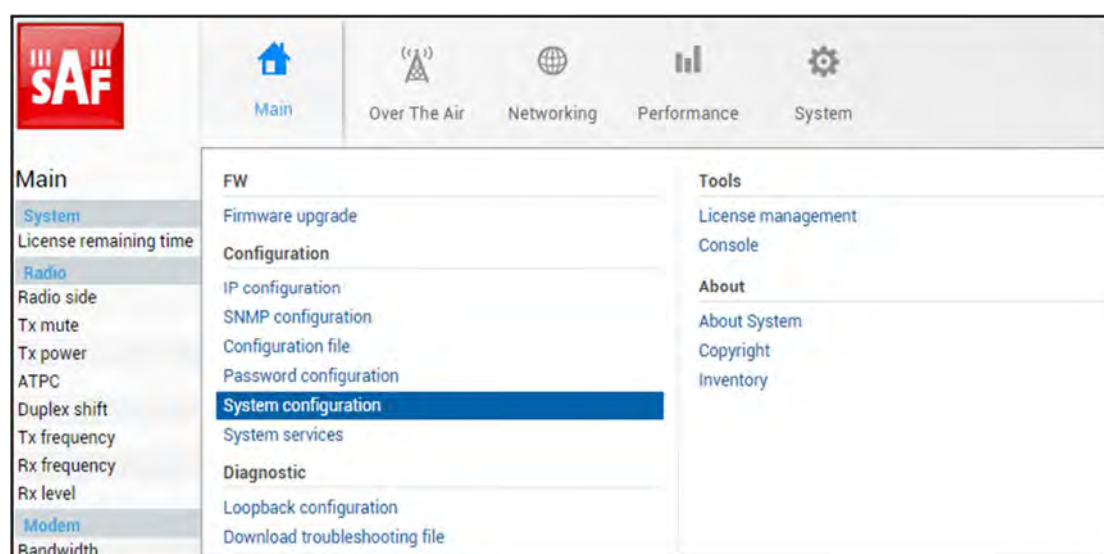 SAF
Main
Over The Air
Networking
Performance
System
Main
System
License remaining time
Radio
Radio side
Tx mute
Tx power
ATPC
Duplex shift
Tx frequency
Rx frequency
Rx level
Modem
Bandwidth
FW
Firmware upgrade
Configuration
IP configuration
SNMP configuration
Configuration file
Password configuration
System configuration
System services
Diagnostic
Loopback configuration
Download troubleshooting file
Tools
License management
Console
About
About System
Copyright
Inventory